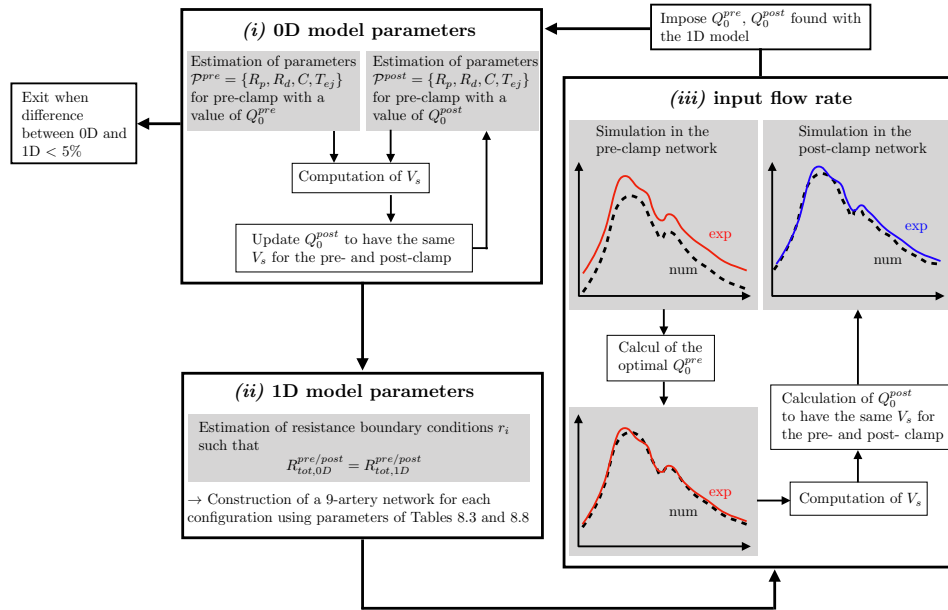 (i) 0D model parameters
Estimation of parameters
𝒫^{pre} = {R_p, R_d, C, T_{ej}}
for pre-clamp with a
value of Q_0^{pre}
Estimation of parameters
𝒫^{post} = {R_p, R_d, C, T_{ej}}
for pre-clamp with a
value of Q_0^{post}
Computation of V_s
Update Q_0^{post} to have the same
V_s for the pre- and post-clamp
Exit when
difference
between 0D and
1D < 5%
Impose Q_0^{pre}, Q_0^{post} found with
the 1D model
(ii) 1D model parameters
Estimation of resistance boundary conditions r_i
such that
R_{tot,0D}^{pre/post} = R_{tot,1D}^{pre/post}
→ Construction of a 9-artery network for each
configuration using parameters of Tables 8.3 and 8.8
(iii) input flow rate
Simulation in the
pre-clamp network
exp
num
Simulation in the
post-clamp network
exp
num
Calcul of the
optimal Q_0^{pre}
exp
num
Computation of V_s
Calculation of Q_0^{post}
to have the same V_s for
the pre- and post- clamp